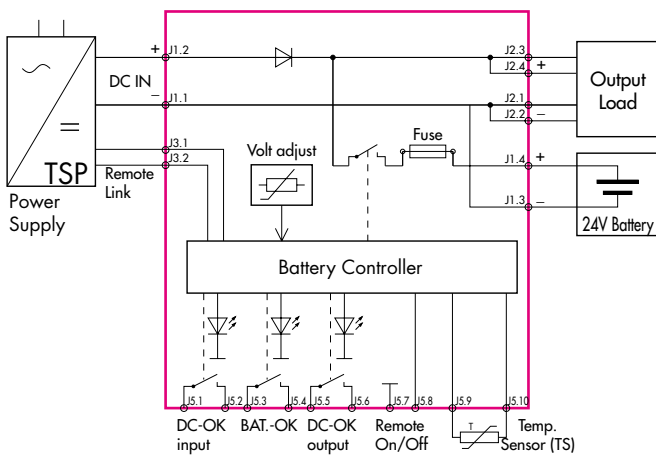 +
J1.2
DC IN
−
J1.1
J3.1
J3.2
TSP
Remote
Link
Power
Supply
Volt adjust
Fuse
J2.3
J2.4
+
J2.1
J2.2
−
Output
Load
J1.4
+
J1.3
−
24V Battery
Battery Controller
J5.1
J5.2
J5.3
J5.4
J5.5
J5.6
J5.7
J5.8
J5.9
J5.10
DC-OK
input
BAT.-OK
DC-OK
output
Remote
On/Off
T
Temp.
Sensor (TS)